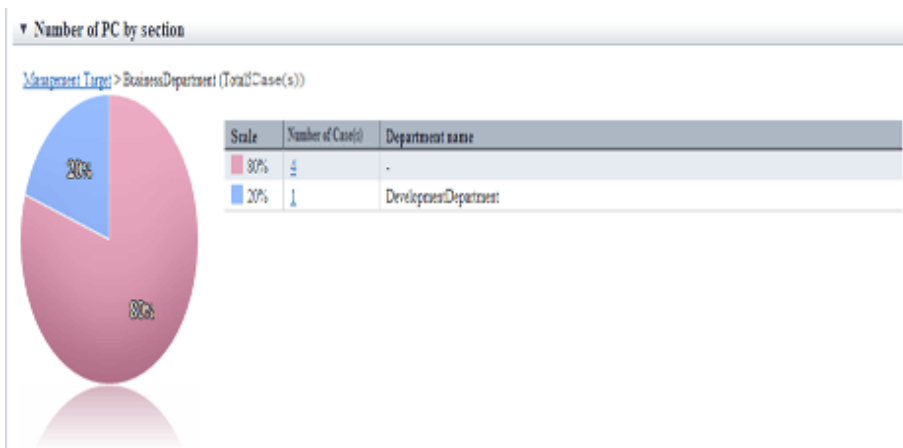 ▼ Number of PC by section
Management Target > BusinessDepartment (Total5Case(s))
20%
80%
Scale Number of Case(s) Department name
80% 4 -
20% 1 DevelopmentDepartment